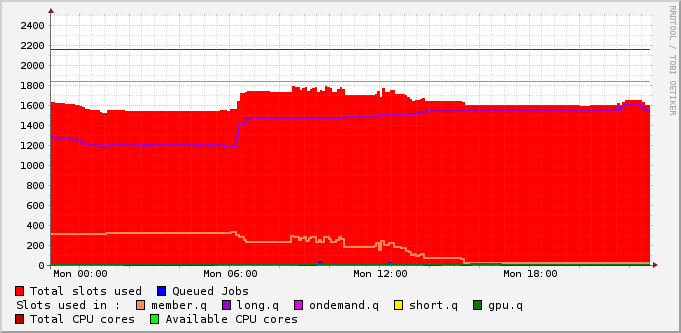 2400
2200
2000
1800
1600
1400
1200
1000
800
600
400
200
0
Mon 00:00 Mon 06:00 Mon 12:00 Mon 18:00
RRDTOOL / TOBI OETIKER
Total slots used Queued Jobs
Slots used in : member.q long.q ondemand.q short.q gpu.q
Total CPU cores Available CPU cores